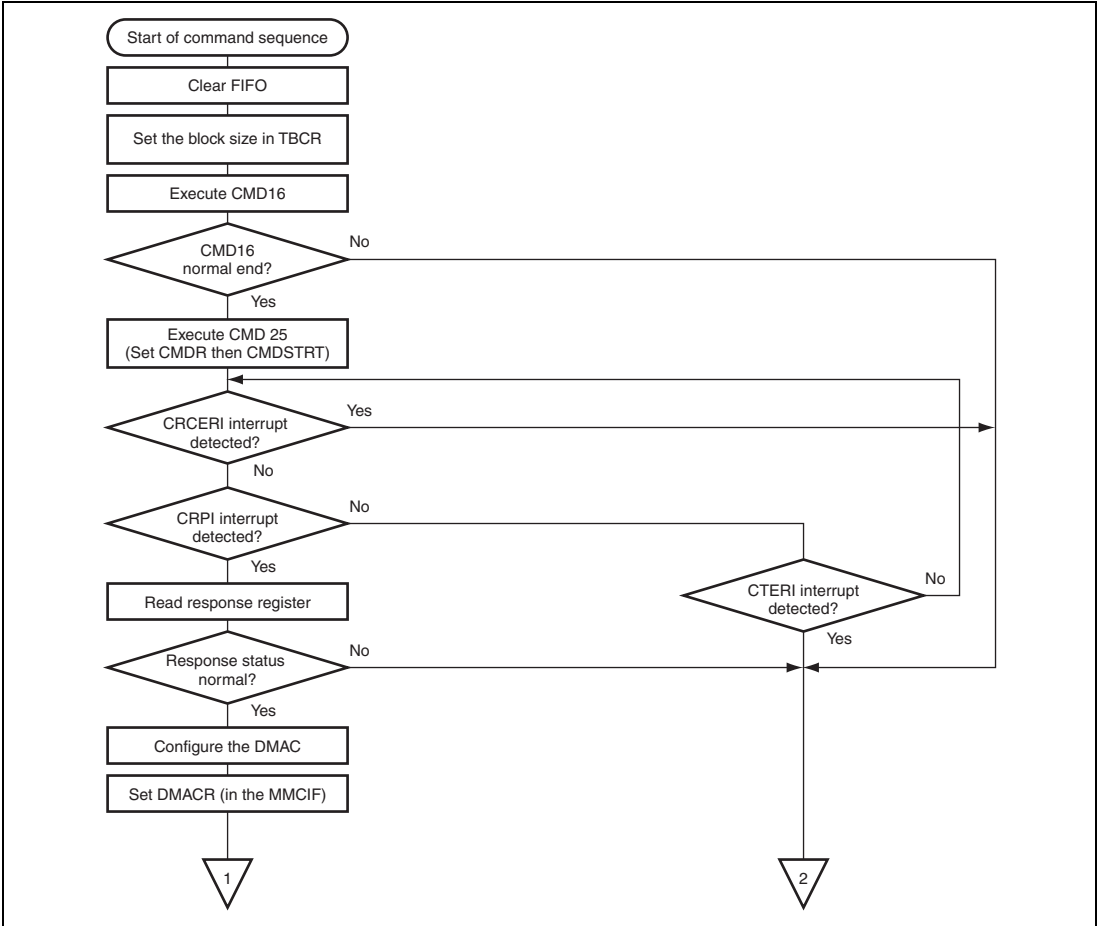 Start of command sequence
Clear FIFO
Set the block size in TBCR
Execute CMD16
CMD16
normal end?
No
Yes
Execute CMD 25
(Set CMDR then CMDSTRT)
CRCERI interrupt
detected?
Yes
No
CRPI interrupt
detected?
No
Yes
CTERI interrupt
detected?
No
Yes
Read response register
Response status
normal?
No
Yes
Configure the DMAC
Set DMACR (in the MMCIF)
1
2